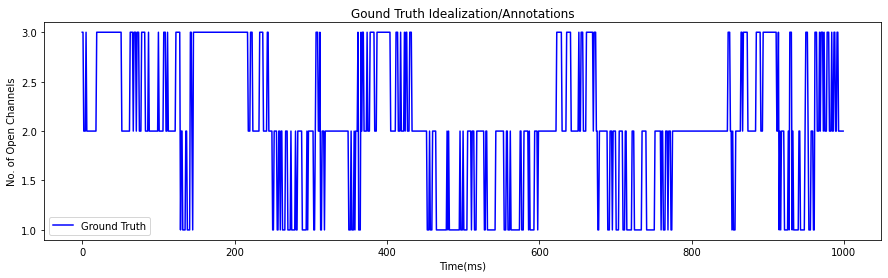 Gound Truth Idealization/Annotations
No. of Open Channels
3.0
2.5
2.0
1.5
1.0
Ground Truth
0
200
400
600
800
1000
Time(ms)